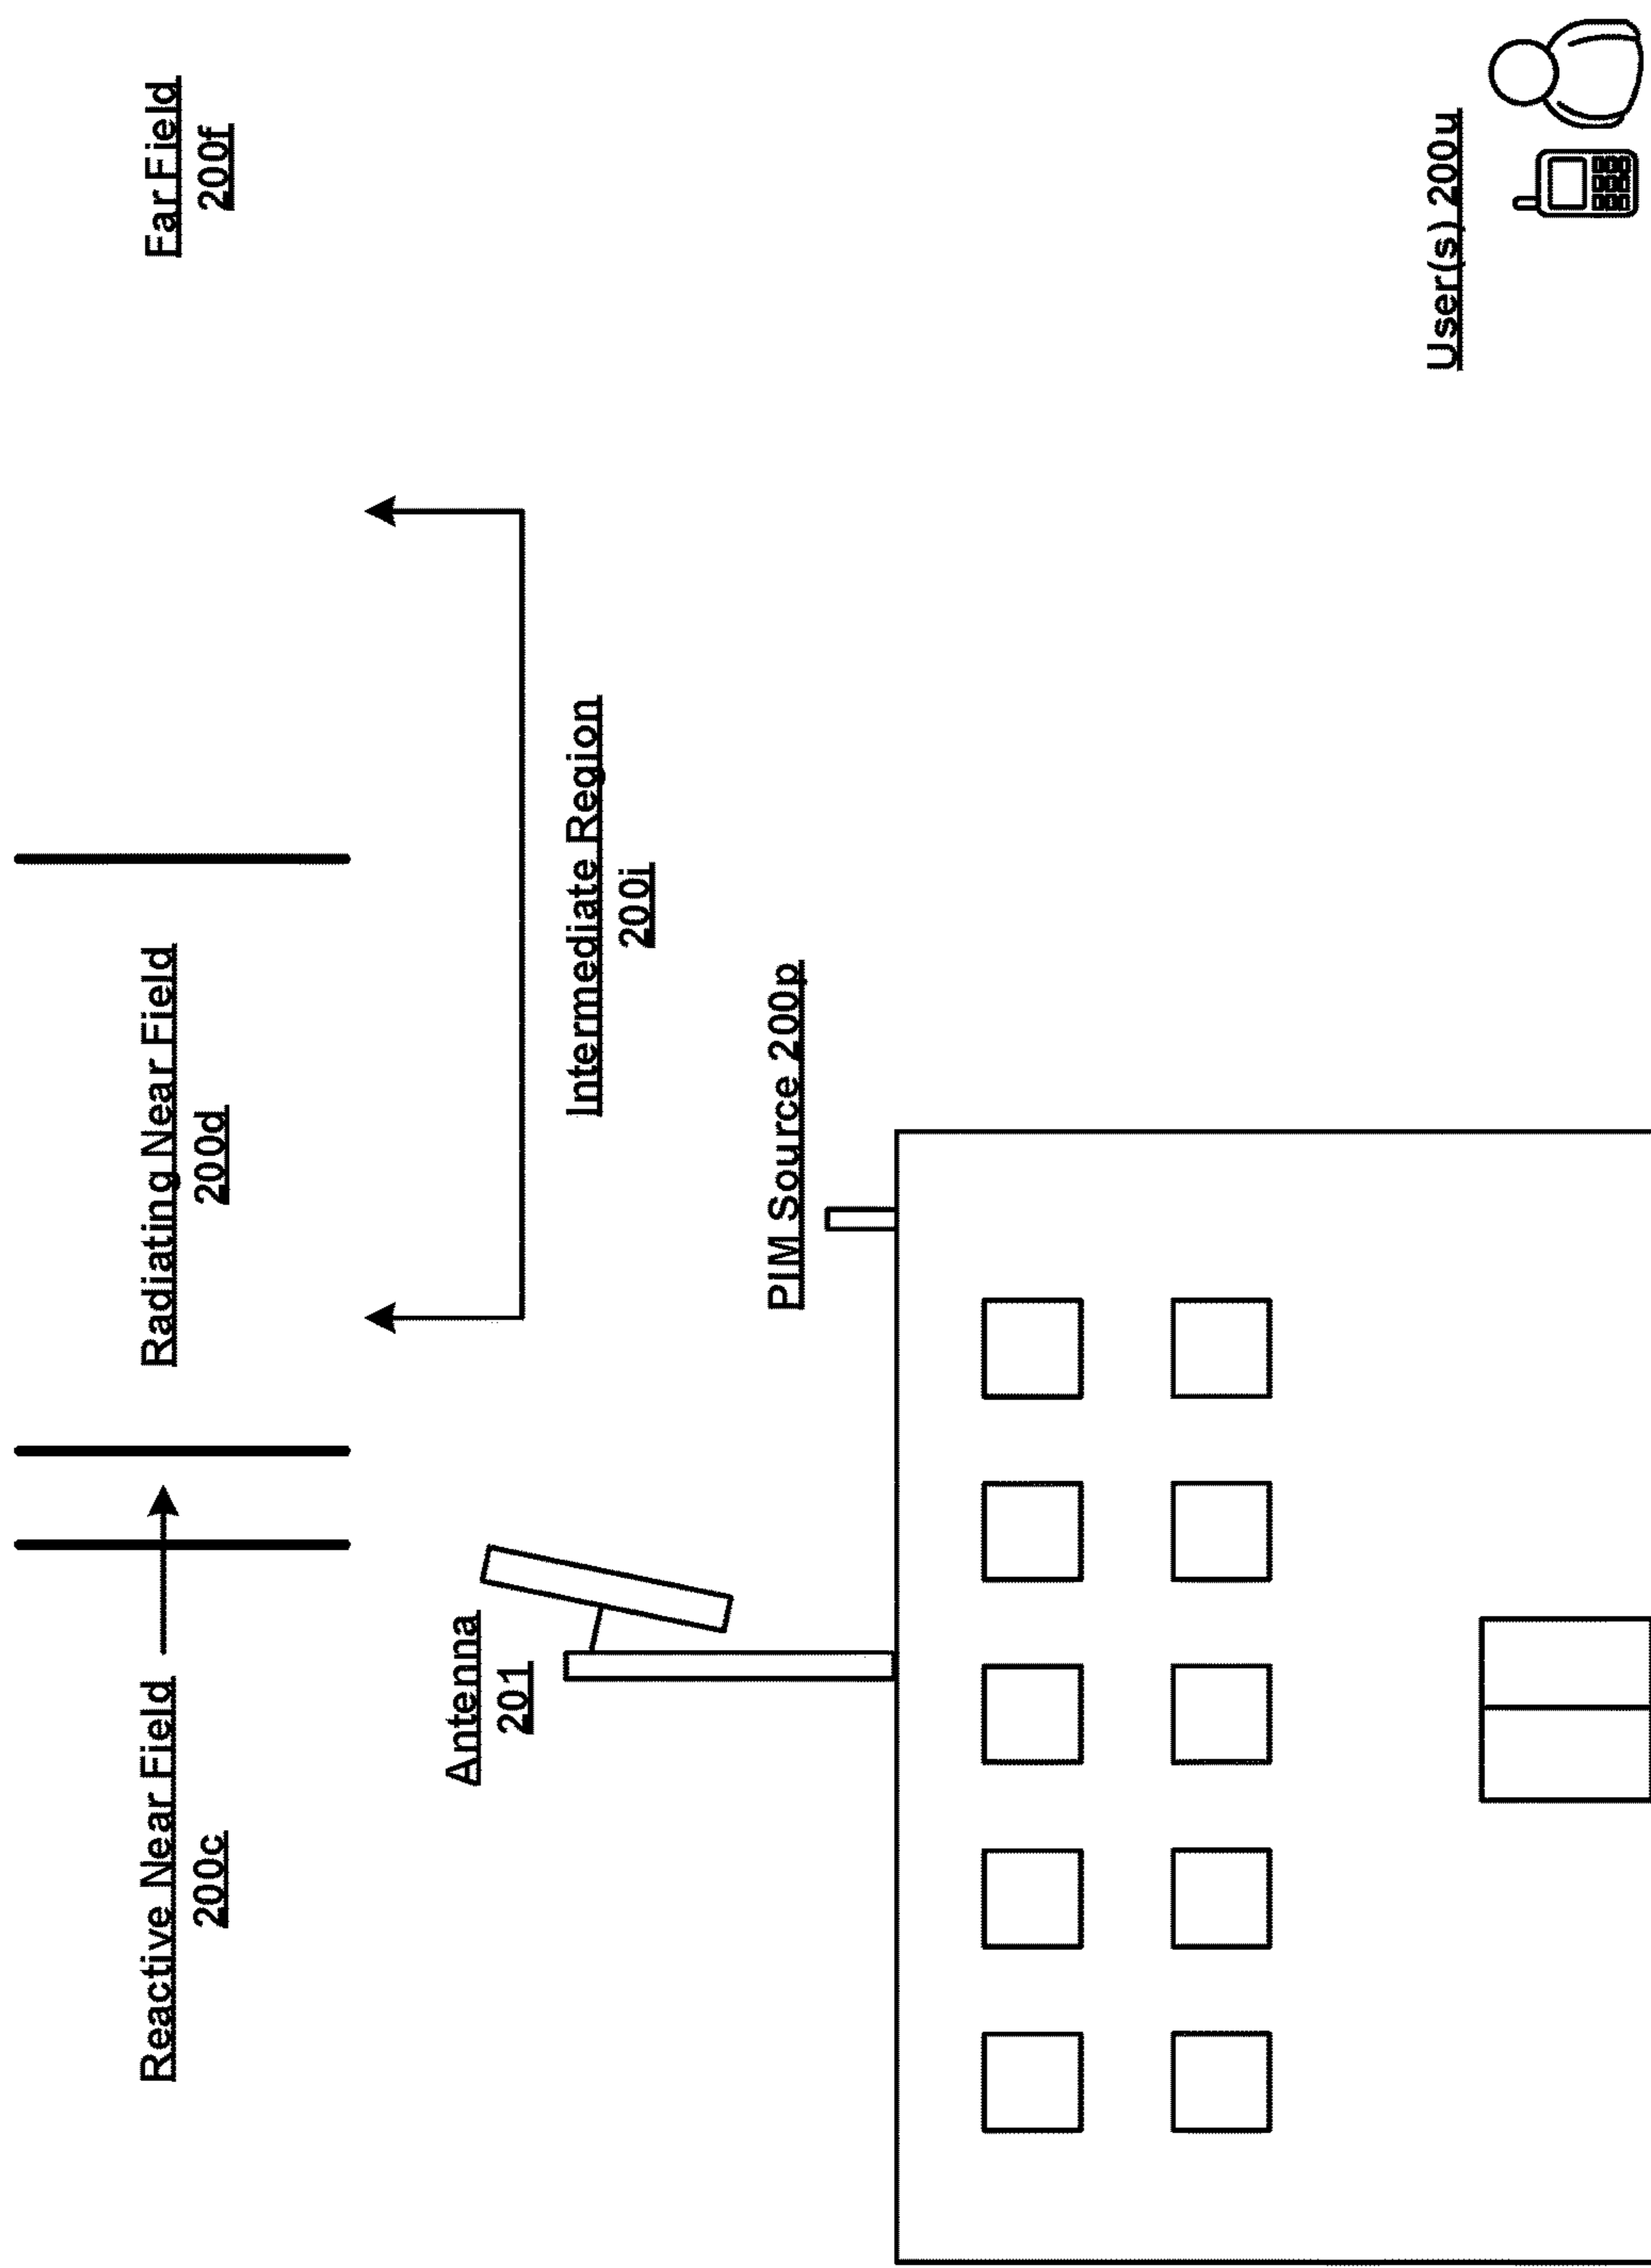 Reactive Near Field
200c
Radiating Near Field
200d
Far Field
200f
Antenna
201
Intermediate Region
200i
PIM Source 200p
User(s) 200u